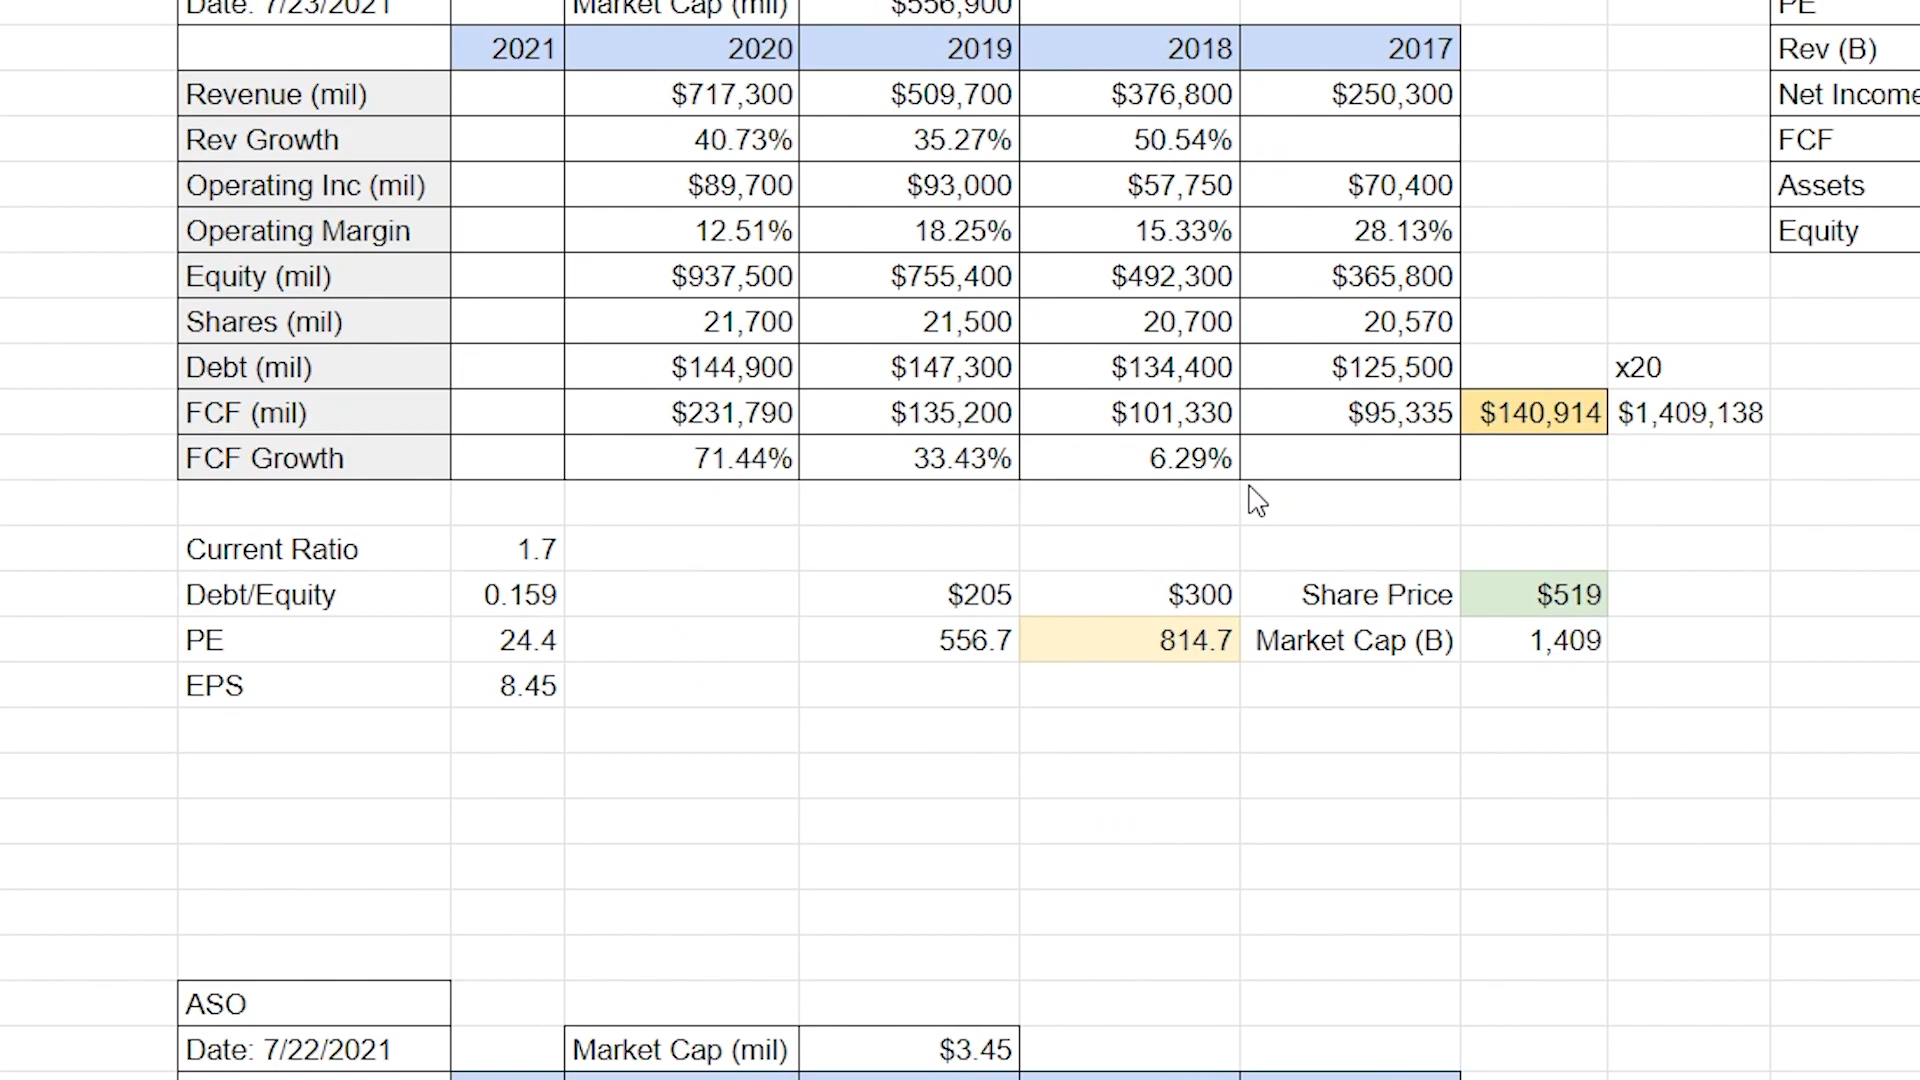 Date: 7/23/2021 Market Cap (mil) $556,900 PE
2021 2020 2019 2018 2017 Rev (B)
Revenue (mil) $717,300 $509,700 $376,800 $250,300 Net Income
Rev Growth 40.73% 35.27% 50.54% FCF
Operating Inc (mil) $89,700 $93,000 $57,750 $70,400 Assets
Operating Margin 12.51% 18.25% 15.33% 28.13% Equity
Equity (mil) $937,500 $755,400 $492,300 $365,800
Shares (mil) 21,700 21,500 20,700 20,570
Debt (mil) $144,900 $147,300 $134,400 $125,500 x20
FCF (mil) $231,790 $135,200 $101,330 $95,335 $140,914 $1,409,138
FCF Growth 71.44% 33.43% 6.29%
Current Ratio 1.7
Debt/Equity 0.159 $205 $300 Share Price $519
PE 24.4 556.7 814.7 Market Cap (B) 1,409
EPS 8.45
ASO
Date: 7/22/2021 Market Cap (mil) $3.45